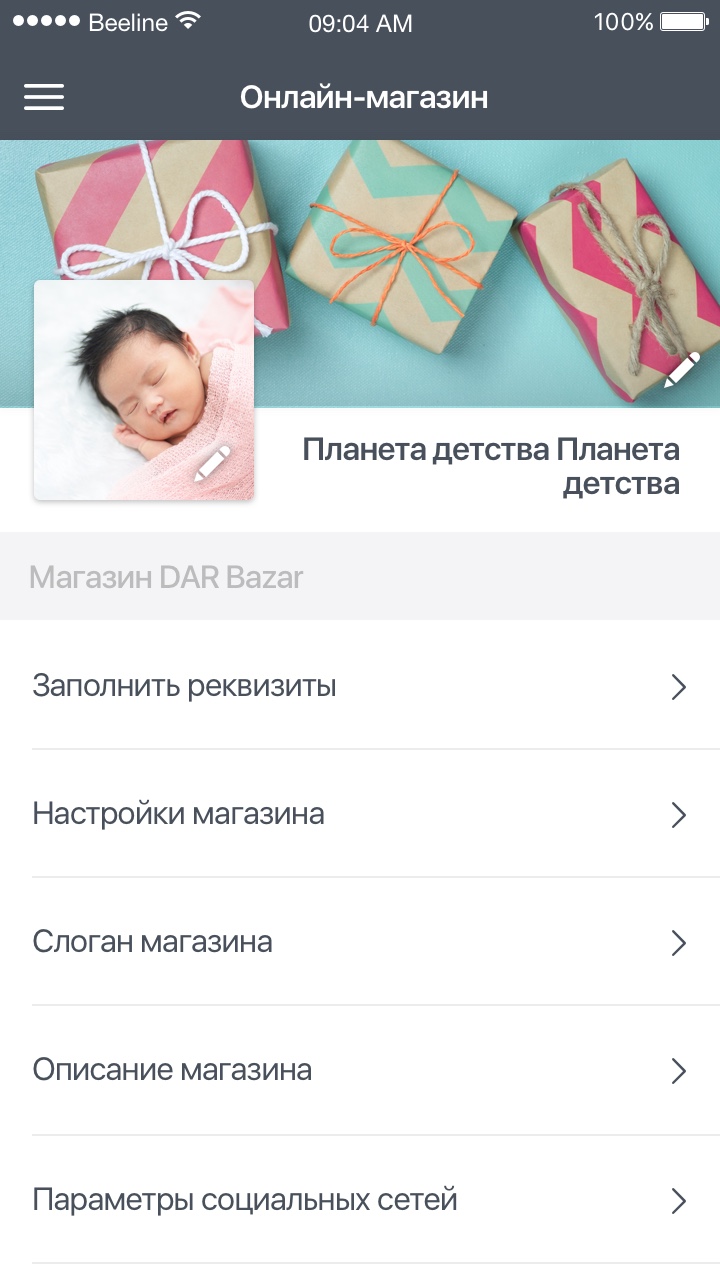 Beeline 09:04 AM 100%
Онлайн-магазин
Планета детства Планета
детства
Магазин DAR Bazar
Заполнить реквизиты
Настройки магазина
Слоган магазина
Описание магазина
Параметры социальных сетей